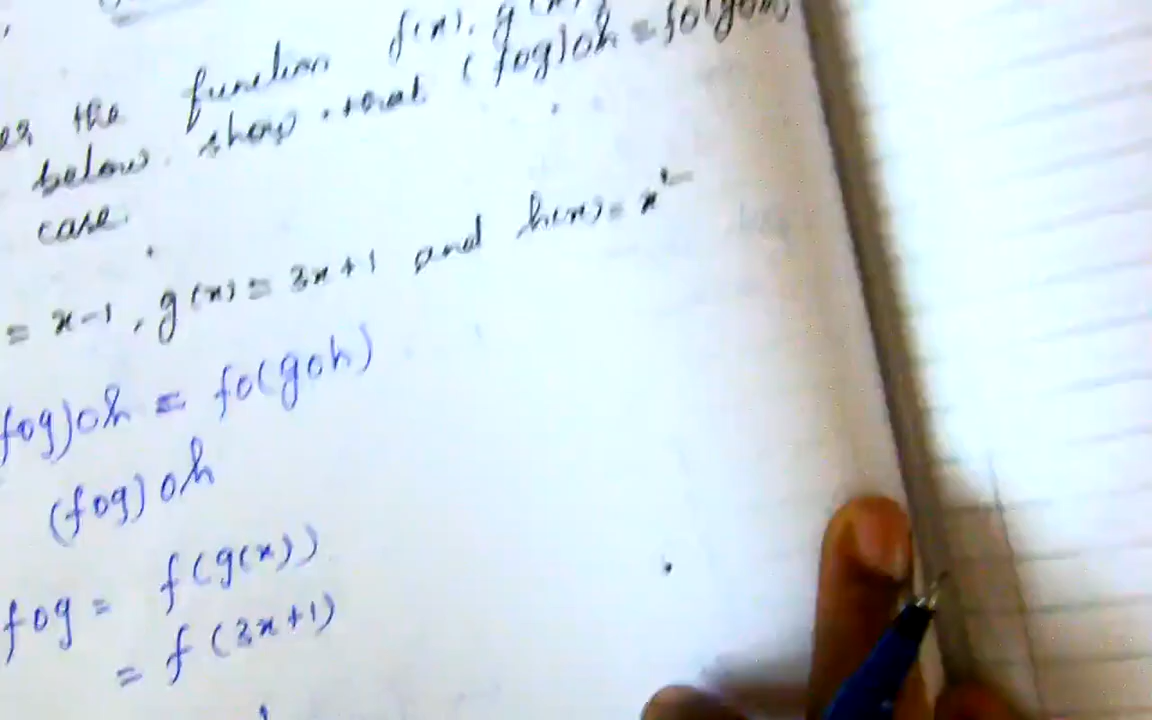 the function f(x), g(x)
below. show that (fog)oh = fo(goh)
case.
= x-1, g(x) = 3x+1 and h(x) = x²
fog)oh = fo(goh)
(fog)oh
fog = f(g(x))
= f(3x+1)